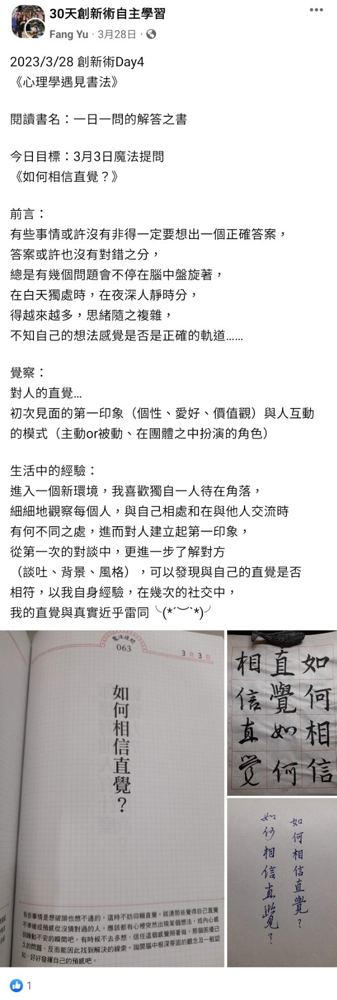 30天創新術自主學習
Fang Yu · 3月28日 ·
2023/3/28 創新術Day4
《心理學遇見書法》
閱讀書名：一日一問的解答之書
今日目標：3月3日魔法提問
《如何相信直覺？》
前言：
有些事情或許沒有非得一定要想出一個正確答案，
答案或許也沒有對錯之分，
總是有幾個問題會不停在腦中盤旋著，
在白天獨處時，在夜深人靜時分，
得越來越多，思緒隨之複雜，
不知自己的想法感覺是否是正確的軌道……
覺察：
對人的直覺…
初次見面的第一印象（個性、愛好、價值觀）與人互動
的模式（主動or被動、在團體之中扮演的角色）
生活中的經驗：
進入一個新環境，我喜歡獨自一人待在角落，
細細地觀察每個人，與自己相處和在與他人交流時
有何不同之處，進而對人建立起第一印象，
從第一次的對談中，更進一步了解對方
（談吐、背景、風格），可以發現與自己的直覺是否
相符，以我自身經驗，在幾次的社交中，
我的直覺與真實近乎雷同╰(*´︶`*)╯
魔法提問
063
3月3日
如何相信直覺？
有些事情是想破頭也想不通的，這時不妨仰賴直覺。就連那些覺得自己直覺
不準確或預感從沒猜對過的人，應該都有心裡突然出現某個想法，或內心感
到躁動不安的瞬間吧。有時候不去多想，信任這個感覺照著做，那個困擾已
久的問題，反而能因此找到解決的線索。拋開腦中根深蒂固的觀念及一般認
知，好好發揮自己的預感吧。
如何相信
直覺如何
相信直覺
如何相信直覺？
如何相信直覺？
1